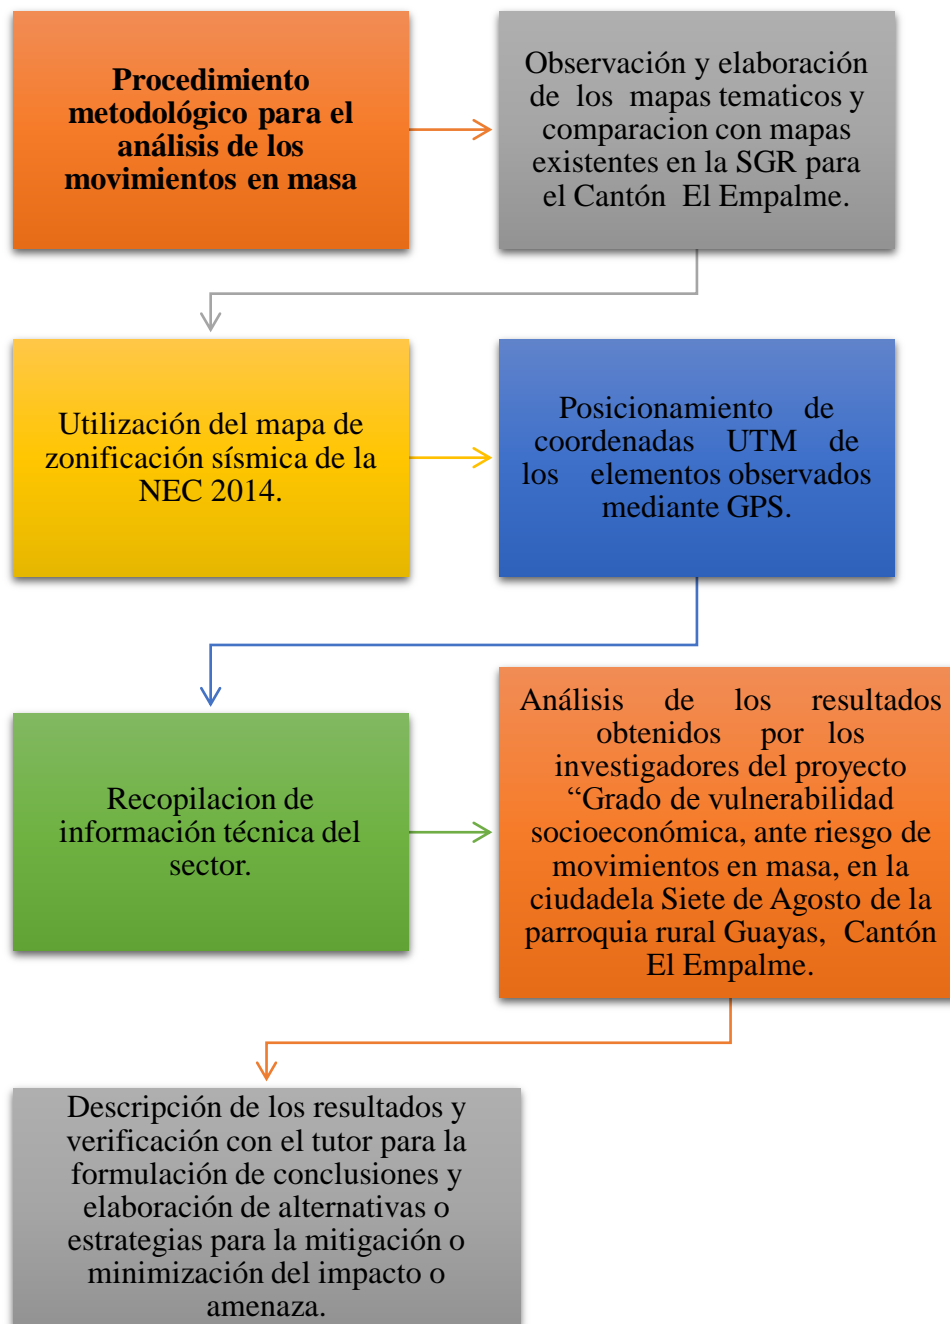 Procedimiento
metodológico para el
análisis de los
movimientos en masa
Observación y elaboración
de los mapas tematicos y
comparacion con mapas
existentes en la SGR para
el Cantón El Empalme.
Utilización del mapa de
zonificación sísmica de la
NEC 2014.
Posicionamiento de
coordenadas UTM de
los elementos observados
mediante GPS.
Recopilacion de
información técnica del
sector.
Análisis de los resultados
obtenidos por los
investigadores del proyecto
“Grado de vulnerabilidad
socioeconómica, ante riesgo de
movimientos en masa, en la
ciudadela Siete de Agosto de la
parroquia rural Guayas, Cantón
El Empalme.
Descripción de los resultados y
verificación con el tutor para la
formulación de conclusiones y
elaboración de alternativas o
estrategias para la mitigación o
minimización del impacto o
amenaza.